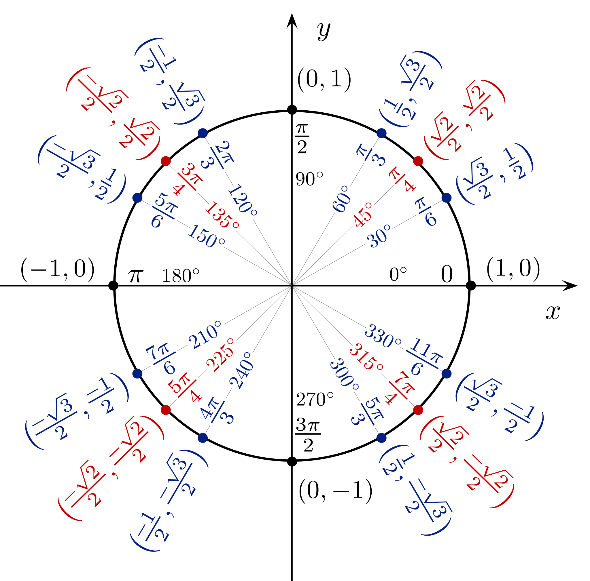 y
(0, 1)
(-1/2, √3/2)
(1/2, √3/2)
(-√2/2, √2/2)
(√2/2, √2/2)
(-√3/2, 1/2)
(√3/2, 1/2)
π/2
2π/3
π/3
3π/4
π/4
5π/6
π/6
90°
120°
60°
135°
45°
150°
30°
(−1, 0)
π
180°
0°
0
(1, 0)
x
7π/6
210°
330°
11π/6
5π/4
225°
315°
7π/4
4π/3
240°
300°
5π/3
270°
3π/2
(-√3/2, -1/2)
(√3/2, -1/2)
(-√2/2, -√2/2)
(√2/2, -√2/2)
(-1/2, -√3/2)
(1/2, -√3/2)
(0, −1)